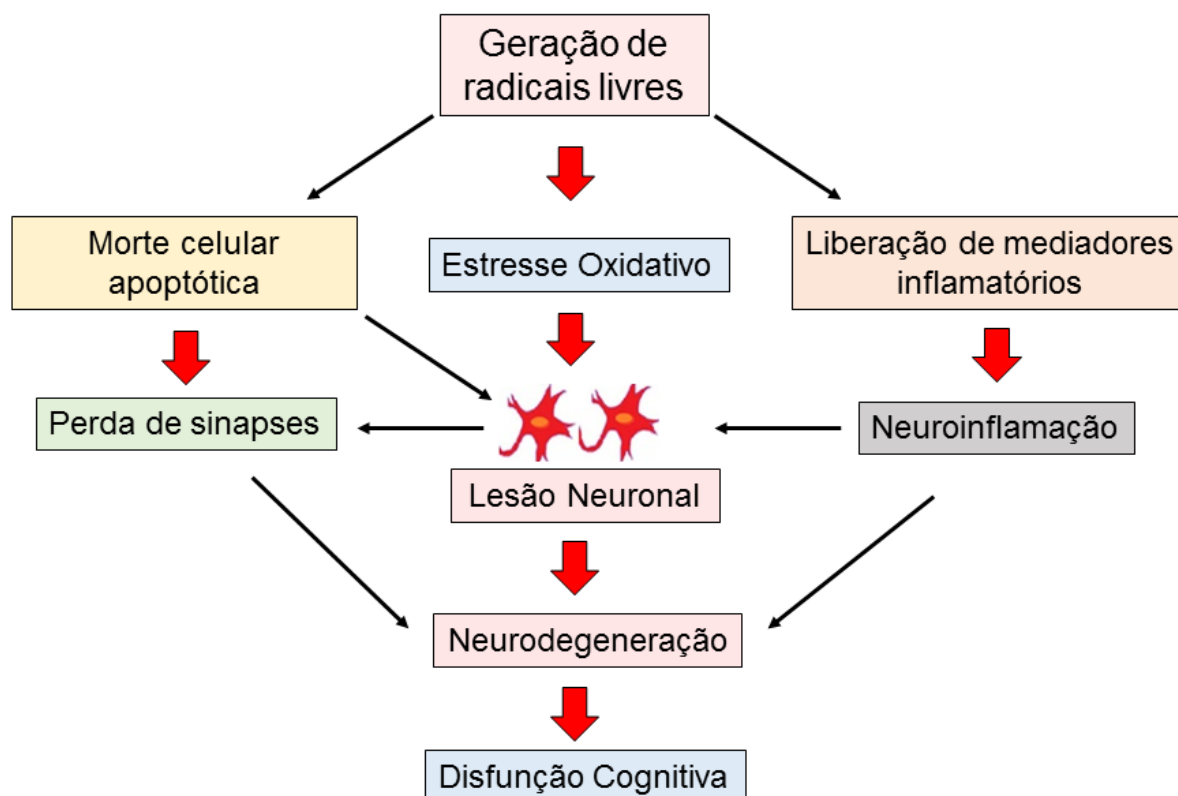 Geração de
radicais livres
Morte celular
apoptótica
Estresse Oxidativo
Liberação de mediadores
inflamatórios
Perda de sinapses
Neuroinflamação
Lesão Neuronal
Neurodegeneração
Disfunção Cognitiva